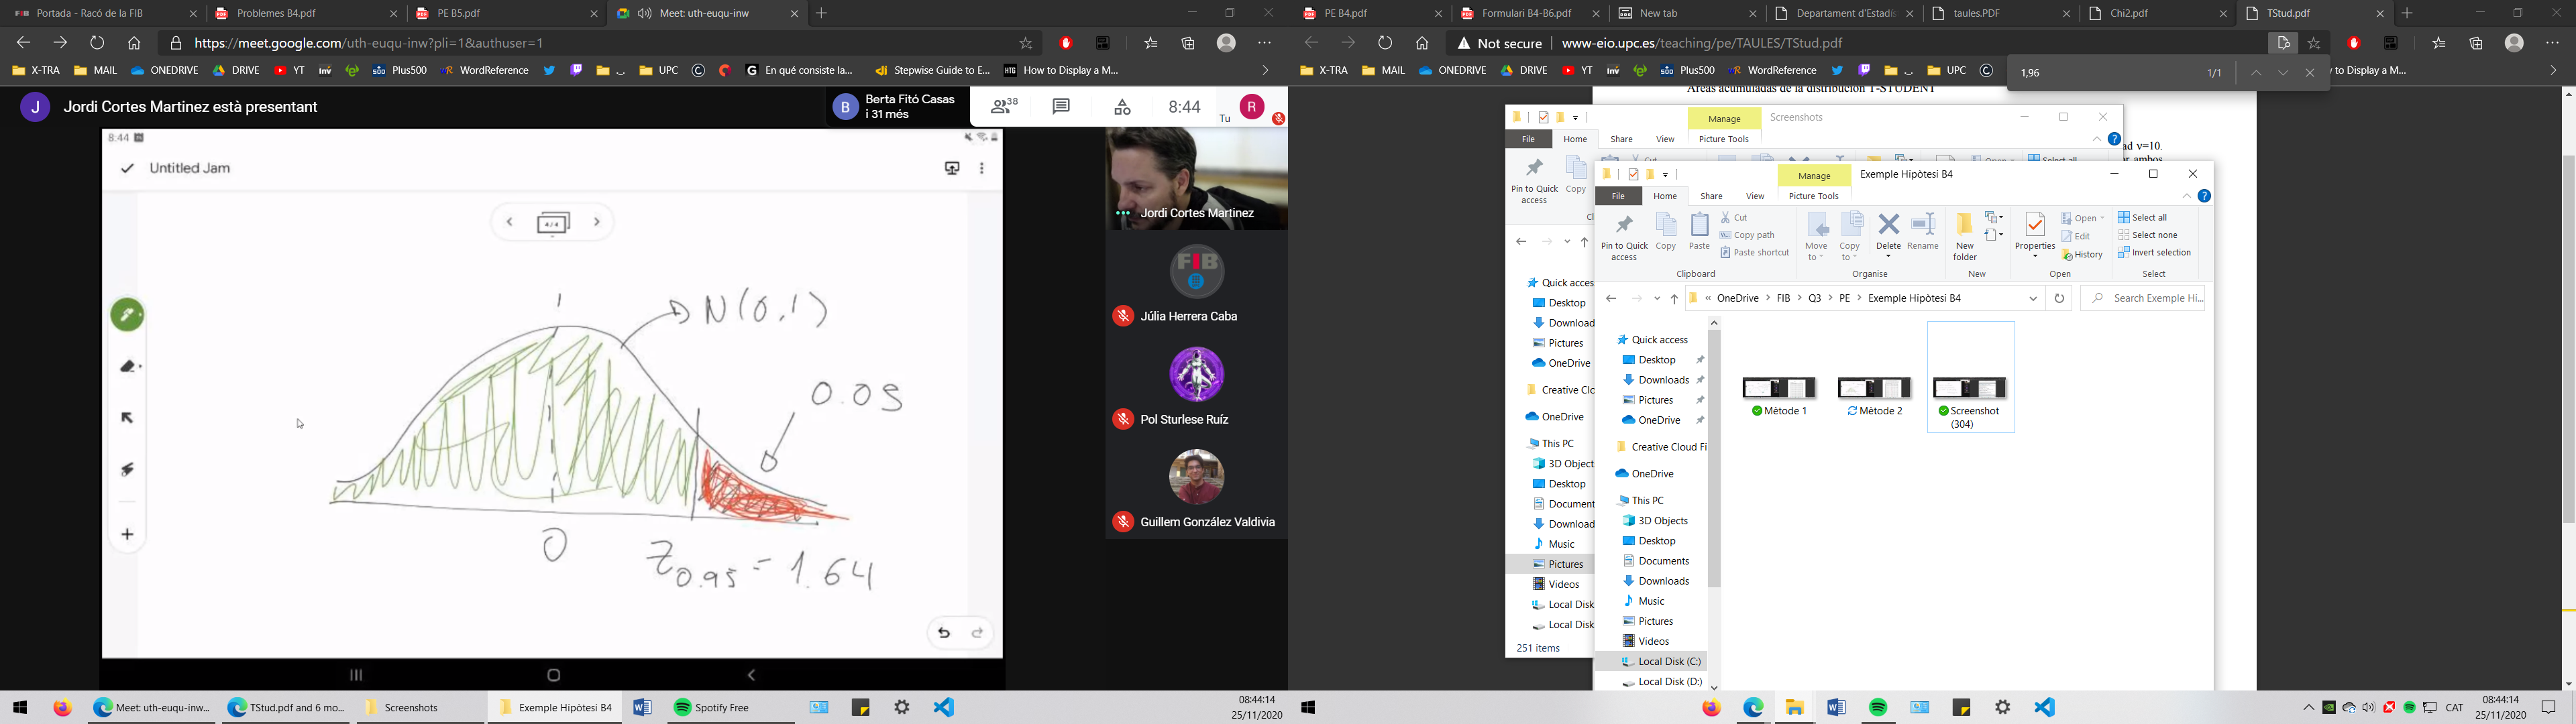 Portada - Racó de la FIB
Problemes B4.pdf
PE B5.pdf
Meet: uth-euqu-inw
https://meet.google.com/uth-euqu-inw?pli=1&authuser=1
X-TRA
MAIL
ONEDRIVE
DRIVE
YT
inv
Plus500
WordReference
UPC
En qué consiste la...
Stepwise Guide to E...
How to Display a M...
Jordi Cortes Martinez està presentant
Berta Fitó Casas
i 31 més
38
8:44
Tu
8:44
Untitled Jam
4 / 4
N(0,1)
0.05
0
Z0.95 = 1.64
Jordi Cortes Martinez
Júlia Herrera Caba
Pol Sturlese Ruíz
Guillem González Valdivia
Meet: uth-euqu-inw...
TStud.pdf and 6 mo...
Screenshots
Exemple Hipòtesi B4
Spotify Free
08:44:14
25/11/2020
PE B4.pdf
Formulari B4-B6.pdf
New tab
Departament d'Estadís
taules.PDF
Chi2.pdf
TStud.pdf
Not secure
www-eio.upc.es/teaching/pe/TAULES/TStud.pdf
X-TRA
MAIL
ONEDRIVE
DRIVE
YT
inv
Plus500
WordReference
UPC
1,96
1/1
to Display a M...
Áreas acumuladas de la distribución T-STUDENT
Manage
Screenshots
File
Home
Share
View
Picture Tools
ad v=10.
ambos
Pin to Quick access
Copy
Quick acces
Desktop
Download
Pictures
OneDrive
Creative Clo
OneDrive
This PC
3D Object
Desktop
Document
Download
Music
Pictures
Videos
Local Disk
Local Disk
251 items
Manage
Exemple Hipòtesi B4
File
Home
Share
View
Picture Tools
Pin to Quick access
Copy
Paste
Cut
Copy path
Paste shortcut
Clipboard
Move to
Copy to
Delete
Rename
Organise
New folder
New
Properties
Open
Edit
History
Open
Select all
Select none
Invert selection
Select
« OneDrive > FIB > Q3 > PE > Exemple Hipòtesi B4
Search Exemple Hi...
Quick access
Desktop
Downloads
Pictures
OneDrive
Creative Cloud Fi
OneDrive
This PC
3D Objects
Desktop
Documents
Downloads
Music
Pictures
Videos
Local Disk (C:)
Local Disk (D:)
Mètode 1
Mètode 2
Screenshot (304)
CAT
08:44:14
25/11/2020